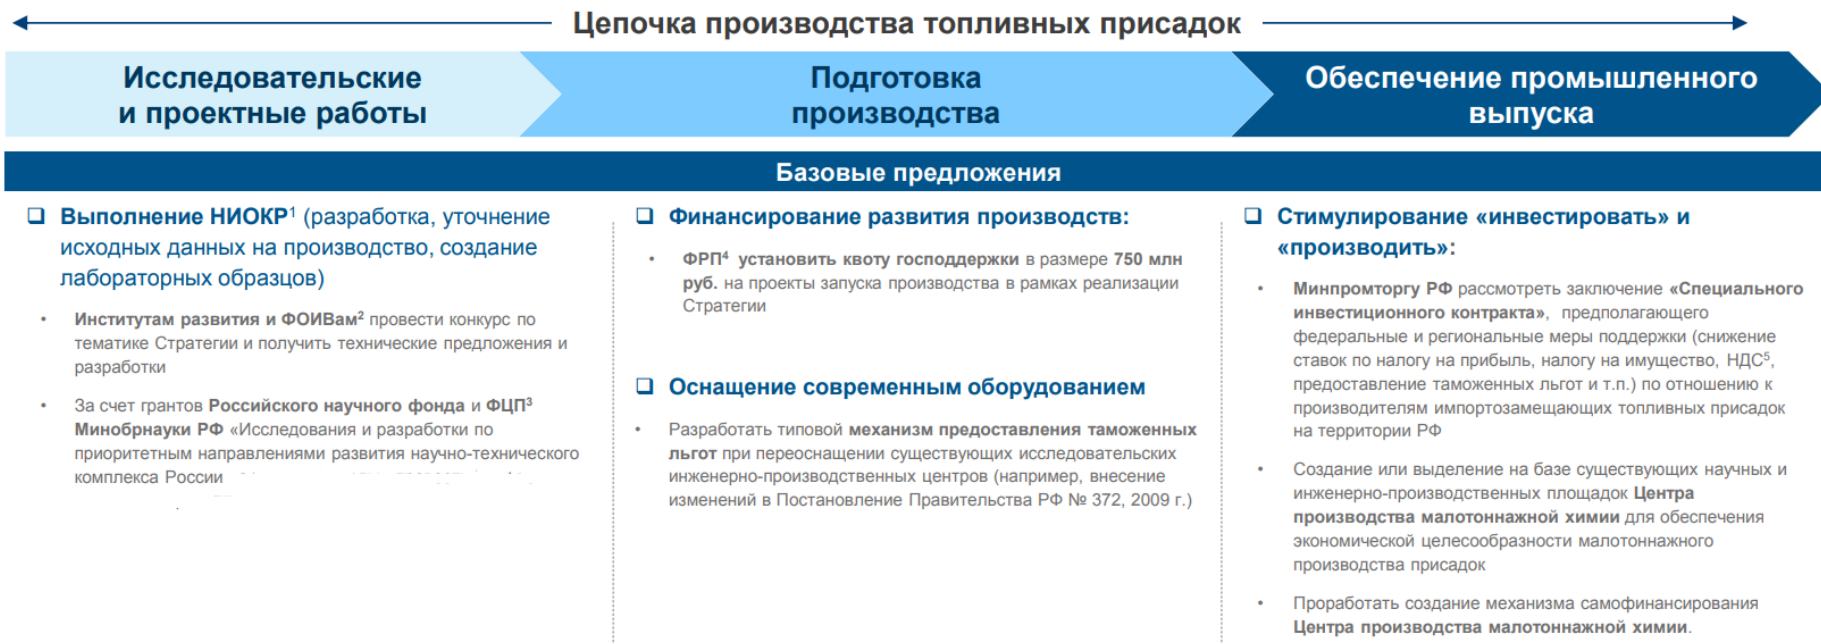 Цепочка производства топливных присадок
Исследовательские
и проектные работы
Подготовка
производства
Обеспечение промышленного
выпуска
Базовые предложения
❑ Выполнение НИОКР¹ (разработка, уточнение
исходных данных на производство, создание
лабораторных образцов)
• Институтам развития и ФОИВам² провести конкурс по
тематике Стратегии и получить технические предложения и
разработки
• За счет грантов Российского научного фонда и ФЦП³
Минобрнауки РФ «Исследования и разработки по
приоритетным направлениями развития научно-технического
комплекса России
❑ Финансирование развития производств:
• ФРП⁴ установить квоту господдержки в размере 750 млн
руб. на проекты запуска производства в рамках реализации
Стратегии
❑ Оснащение современным оборудованием
• Разработать типовой механизм предоставления таможенных
льгот при переоснащении существующих исследовательских
инженерно-производственных центров (например, внесение
изменений в Постановление Правительства РФ № 372, 2009 г.)
❑ Стимулирование «инвестировать» и
«производить»:
• Минпромторгу РФ рассмотреть заключение «Специального
инвестиционного контракта», предполагающего
федеральные и региональные меры поддержки (снижение
ставок по налогу на прибыль, налогу на имущество, НДС⁵,
предоставление таможенных льгот и т.п.) по отношению к
производителям импортозамещающих топливных присадок
на территории РФ
• Создание или выделение на базе существующих научных и
инженерно-производственных площадок Центра
производства малотоннажной химии для обеспечения
экономической целесообразности малотоннажного
производства присадок
• Проработать создание механизма самофинансирования
Центра производства малотоннажной химии.